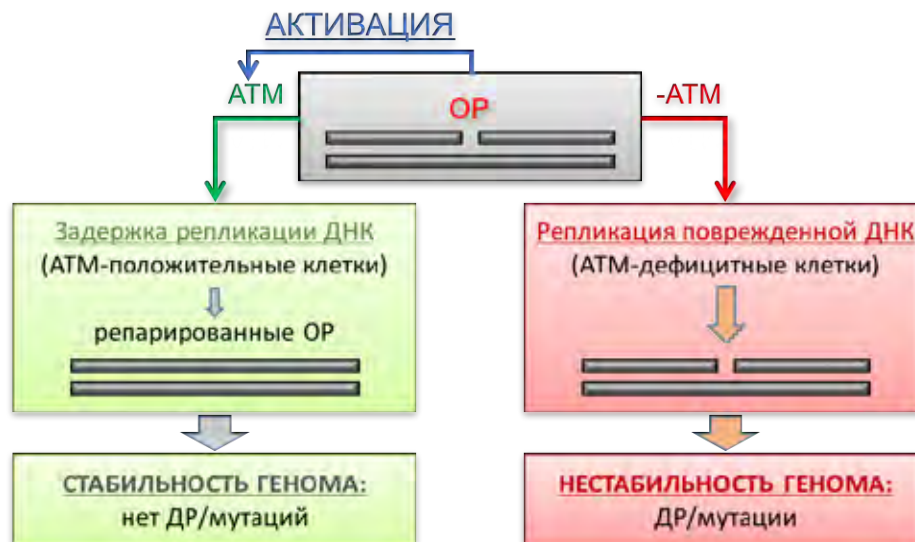 АКТИВАЦИЯ
АТМ
ОР
-АТМ
Задержка репликации ДНК
(АТМ-положительные клетки)
репарированные ОР
Репликация поврежденной ДНК
(АТМ-дефицитные клетки)
СТАБИЛЬНОСТЬ ГЕНОМА:
нет ДР/мутаций
НЕСТАБИЛЬНОСТЬ ГЕНОМА:
ДР/мутации